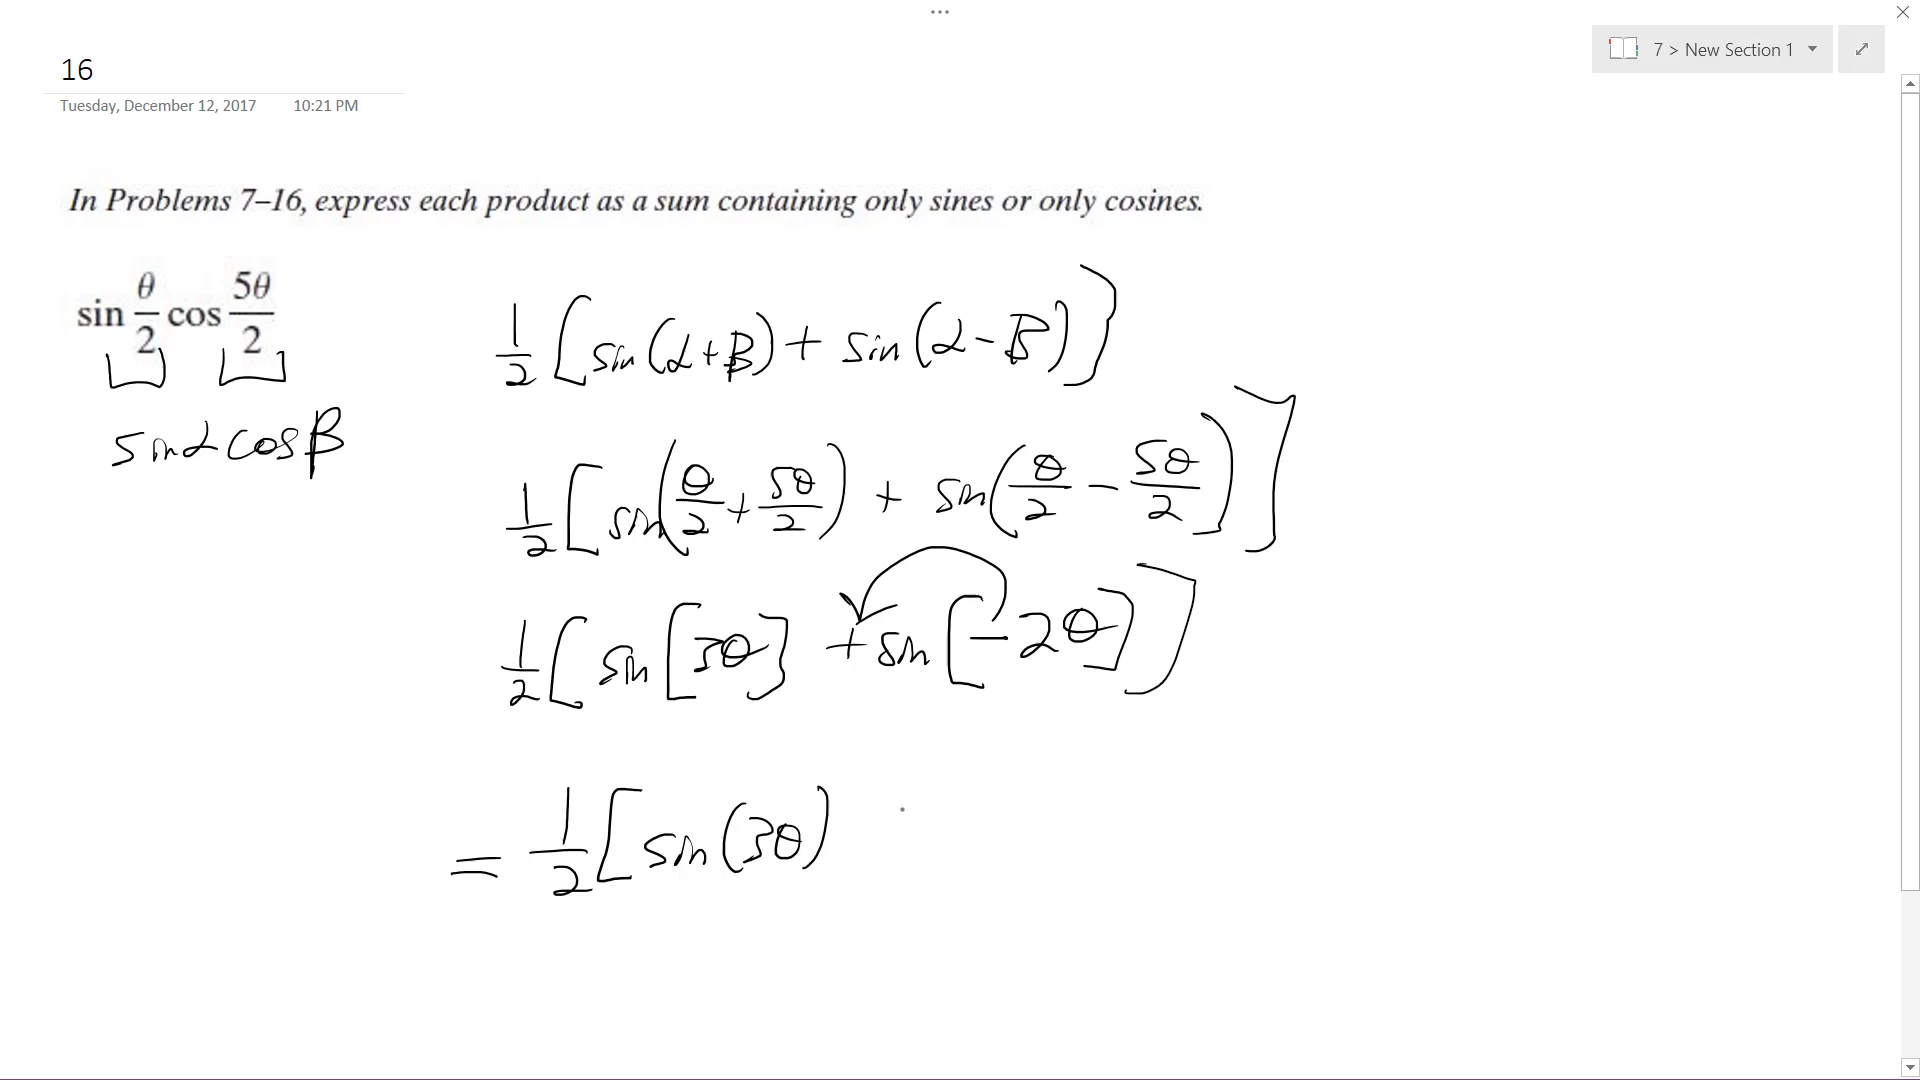 ...
7 > New Section 1
16
Tuesday, December 12, 2017 10:21 PM
In Problems 7–16, express each product as a sum containing only sines or only cosines.
sin θ/2 cos 5θ/2
sinα cosβ
1/2 [sin(α+β) + sin(α-β)]
1/2 [sin(θ/2 + 5θ/2) + sin(θ/2 - 5θ/2)]
1/2 [sin[3θ] + sin[-2θ]]
= 1/2 [sin(3θ)